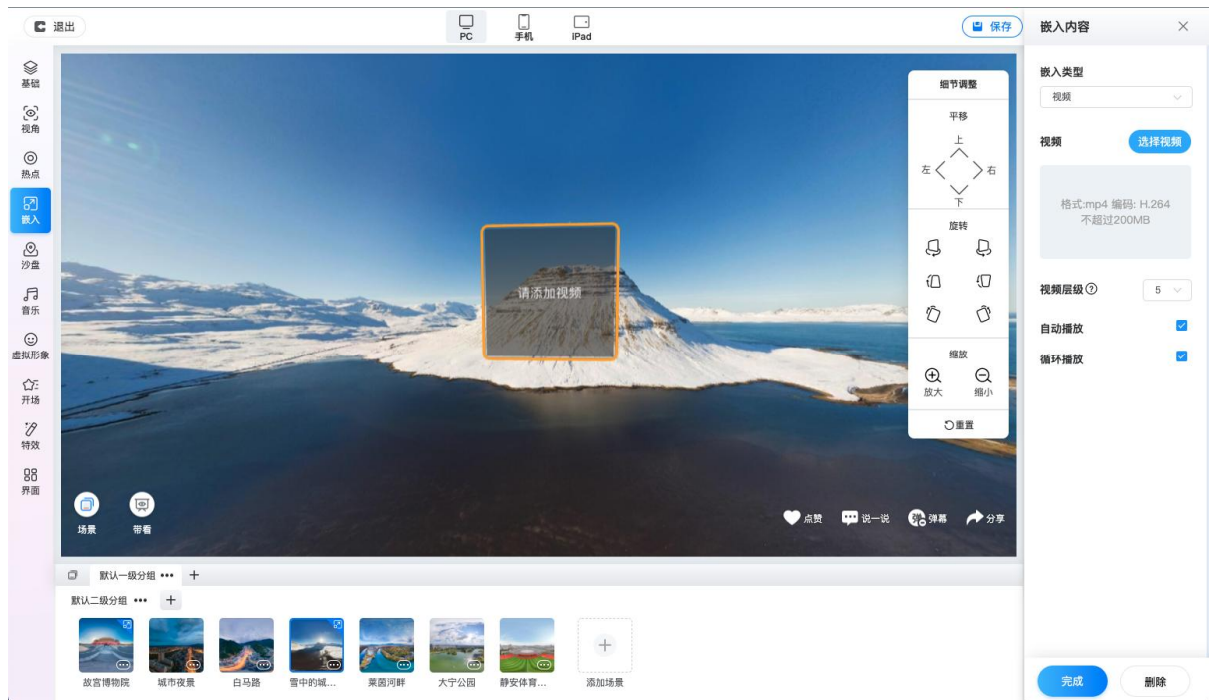 退出
PC
手机
iPad
保存
嵌入内容
基础
视角
热点
嵌入
沙盘
音乐
虚拟形象
开场
特效
界面
请添加视频
细节调整
平移
上
左
右
下
旋转
缩放
放大
缩小
重置
场景
带看
点赞
说一说
弹
弹幕
分享
嵌入类型
视频
视频
选择视频
格式:mp4 编码: H.264
不超过200MB
视频层级?
5
自动播放
循环播放
默认一级分组 •••
+
默认二级分组 •••
+
故宫博物院
城市夜景
白马路
雪中的城...
莱茵河畔
大宁公园
静安体育...
添加场景
完成
删除